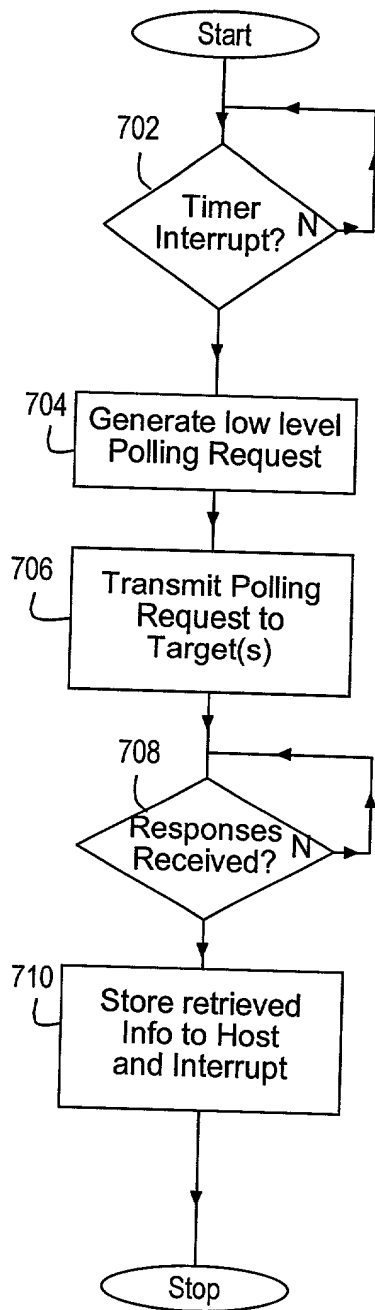 Start
702
Timer
Interrupt?
N
704
Generate low level
Polling Request
706
Transmit Polling
Request to
Target(s)
708
Responses
Received?
N
710
Store retrieved
Info to Host
and Interrupt
Stop